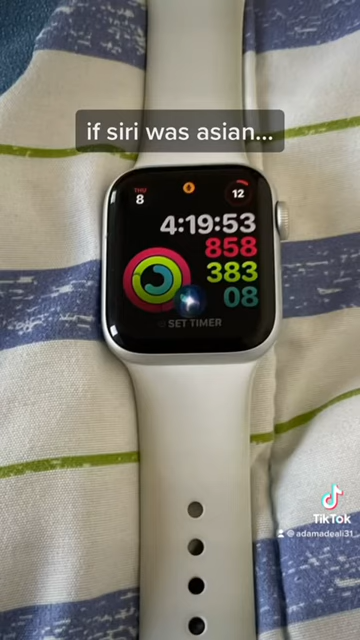 if siri was asian...
THU
8
12
4:19:53
858
383
08
SET TIMER
TikTok
@adamadeali31